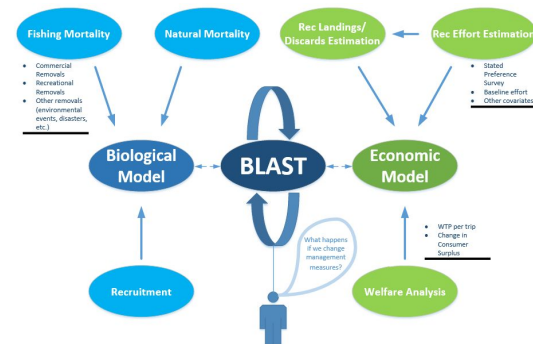 Fishing Mortality
Natural Mortality
Rec Landings/
Discards Estimation
Rec Effort Estimation
• Commercial
Removals
• Recreational
Removals
• Other removals
(environmental
events, disasters,
etc.)
• Stated
Preference
Survey
• Baseline effort
• Other covariates
Biological
Model
BLAST
Economic
Model
What happens
if we change
management
measures?
• WTP per trip
• Change in
Consumer
Surplus
Recruitment
Welfare Analysis